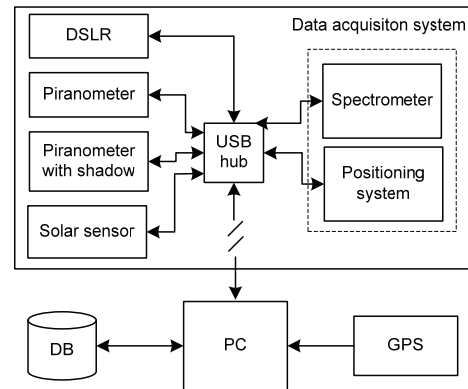 DSLR
Data acquisiton system
Piranometer
Piranometer
with shadow
Solar sensor
USB
hub
Spectrometer
Positioning
system
DB
PC
GPS